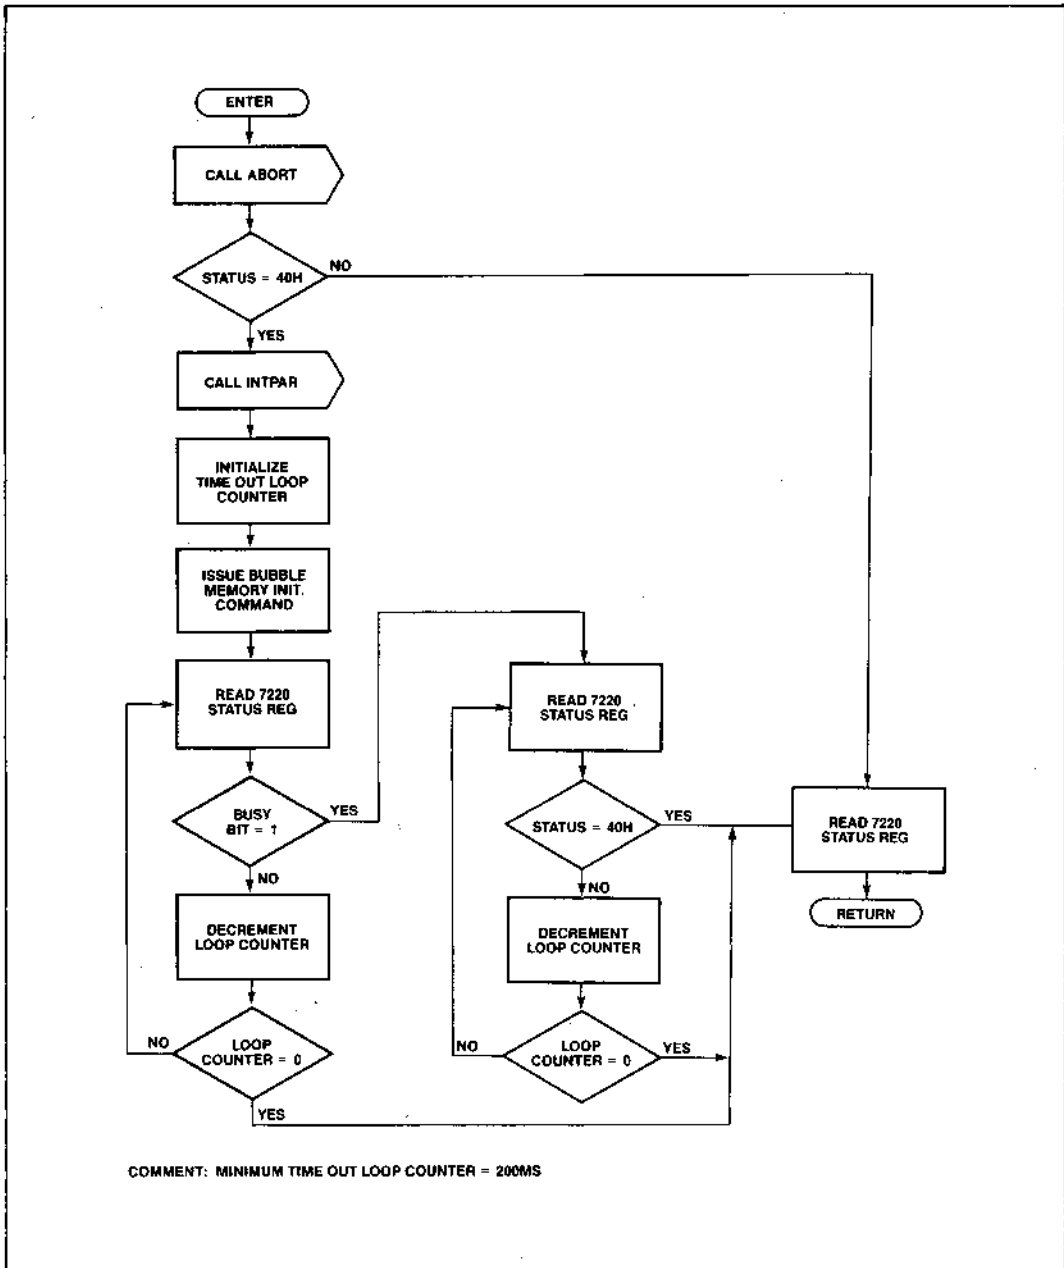 ENTER
CALL ABORT
STATUS = 40H
NO
YES
CALL INTPAR
INITIALIZE
TIME OUT LOOP
COUNTER
ISSUE BUBBLE
MEMORY INIT.
COMMAND
READ 7220
STATUS REG
BUSY
BIT = 1
YES
NO
DECREMENT
LOOP COUNTER
LOOP
COUNTER = 0
NO
YES
READ 7220
STATUS REG
STATUS = 40H
YES
NO
DECREMENT
LOOP COUNTER
LOOP
COUNTER = 0
NO
YES
READ 7220
STATUS REG
RETURN
COMMENT: MINIMUM TIME OUT LOOP COUNTER = 200MS